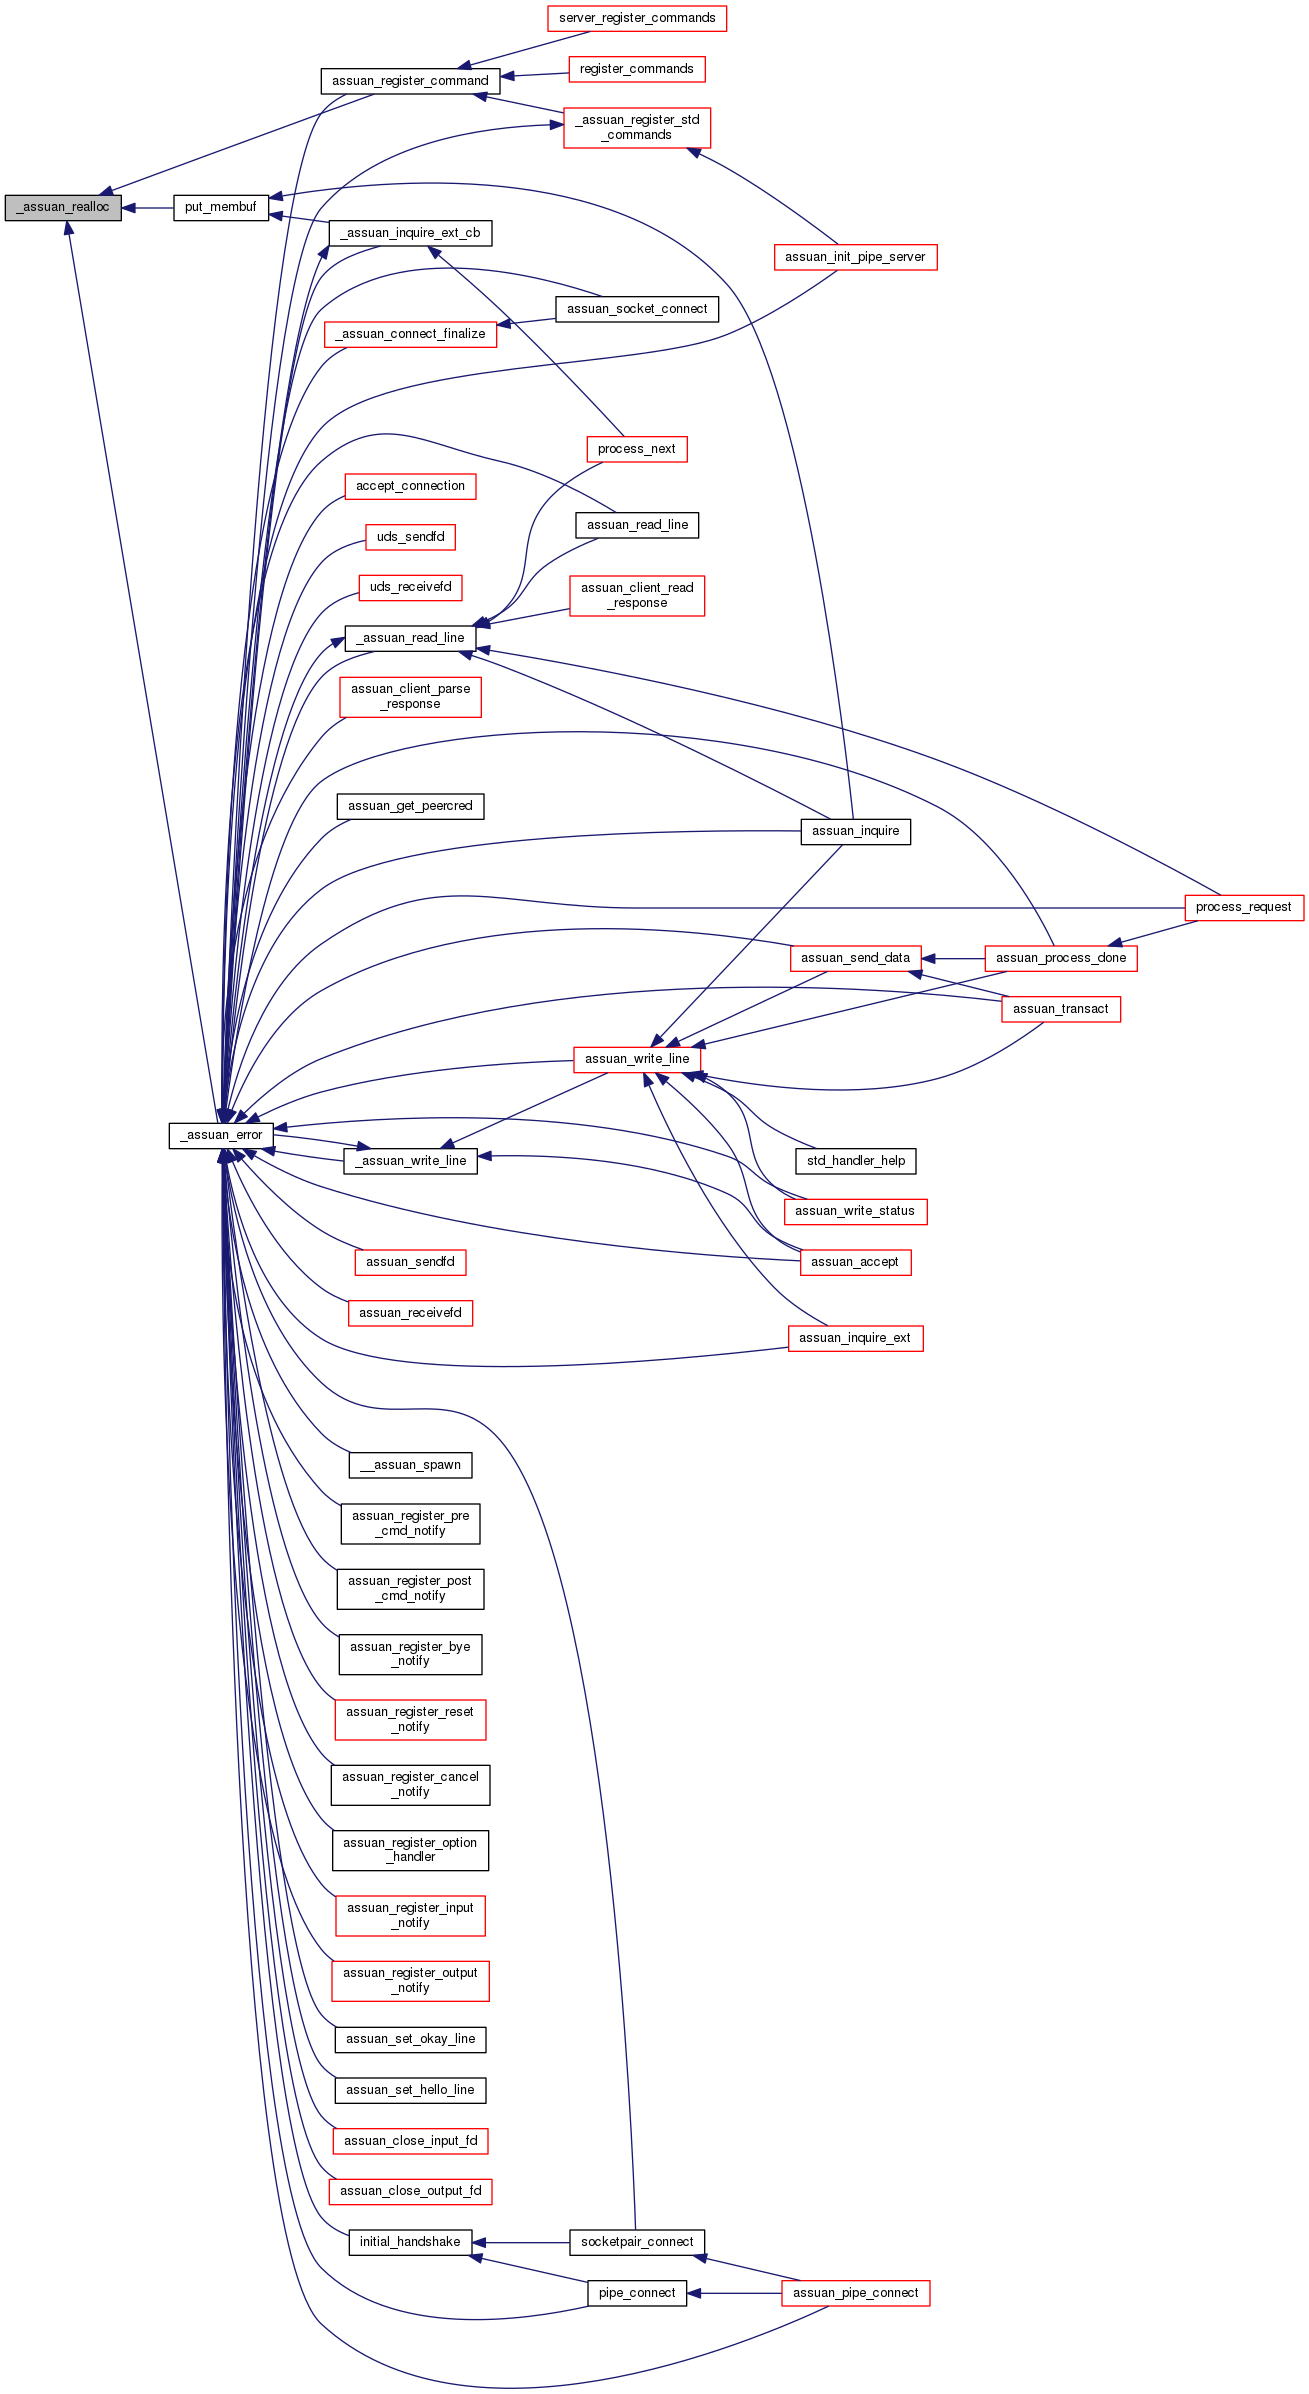 server_register_commands
register_commands
assuan_register_command
_assuan_register_std
_commands
_assuan_realloc
put_membuf
_assuan_inquire_ext_cb
assuan_init_pipe_server
assuan_socket_connect
_assuan_connect_finalize
process_next
accept_connection
assuan_read_line
uds_sendfd
uds_receivefd
assuan_client_read
_response
_assuan_read_line
assuan_client_parse
_response
assuan_get_peercred
assuan_inquire
process_request
assuan_send_data
assuan_process_done
assuan_transact
assuan_write_line
_assuan_error
_assuan_write_line
std_handler_help
assuan_write_status
assuan_sendfd
assuan_accept
assuan_receivefd
assuan_inquire_ext
__assuan_spawn
assuan_register_pre
_cmd_notify
assuan_register_post
_cmd_notify
assuan_register_bye
_notify
assuan_register_reset
_notify
assuan_register_cancel
_notify
assuan_register_option
_handler
assuan_register_input
_notify
assuan_register_output
_notify
assuan_set_okay_line
assuan_set_hello_line
assuan_close_input_fd
assuan_close_output_fd
initial_handshake
socketpair_connect
pipe_connect
assuan_pipe_connect